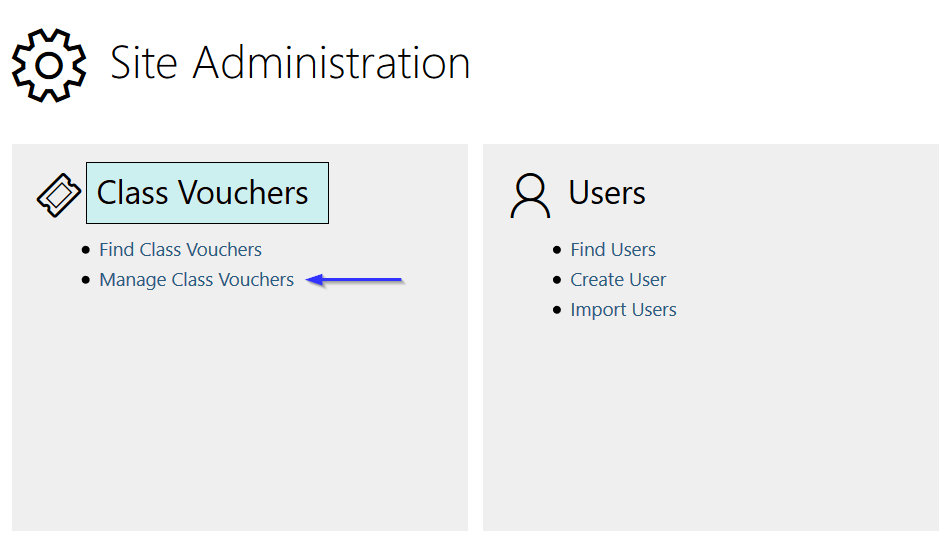 Site Administration
Class Vouchers
Find Class Vouchers
Manage Class Vouchers
Users
Find Users
Create User
Import Users